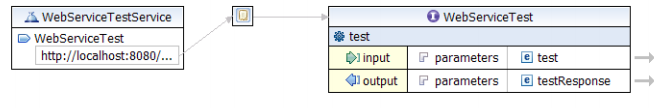 WebServiceTestService
WebServiceTest
http://localhost:8080/...
WebServiceTest
test
input parameters test
output parameters testResponse